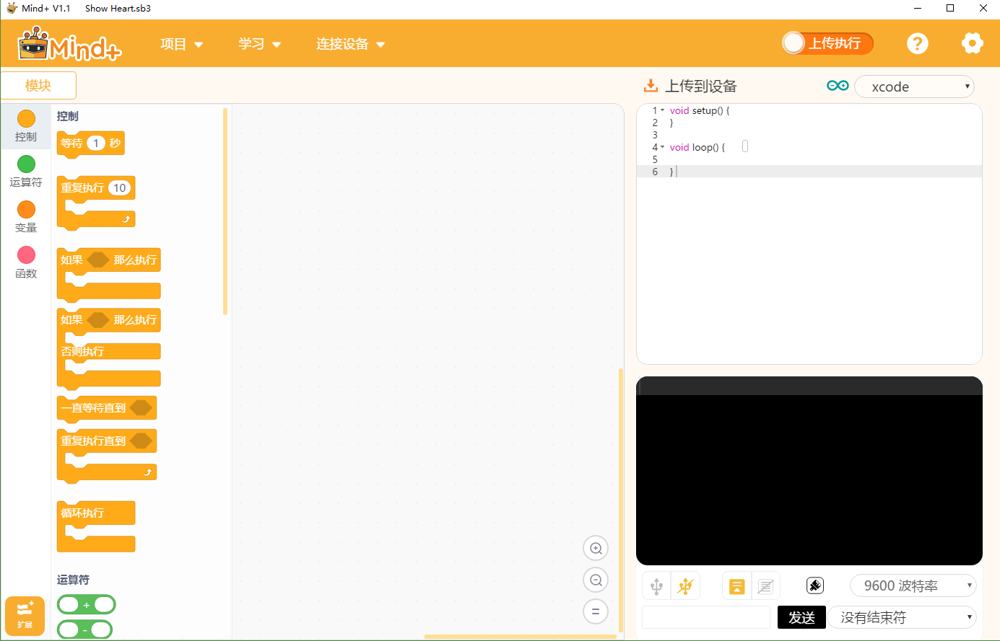 Mind+ V1.1 Show Heart.sb3
Mind+ 项目 学习 连接设备 上传执行 ?
模块
上传到设备 xcode
控制
运算符
变量
函数
扩展
控制
等待 1 秒
重复执行 10
如果 那么执行
如果 那么执行
否则执行
一直等待直到
重复执行直到
循环执行
运算符
+
-
=
1 void setup() {
2 }
3
4 void loop() {
5
6 }
9600 波特率
发送 没有结束符